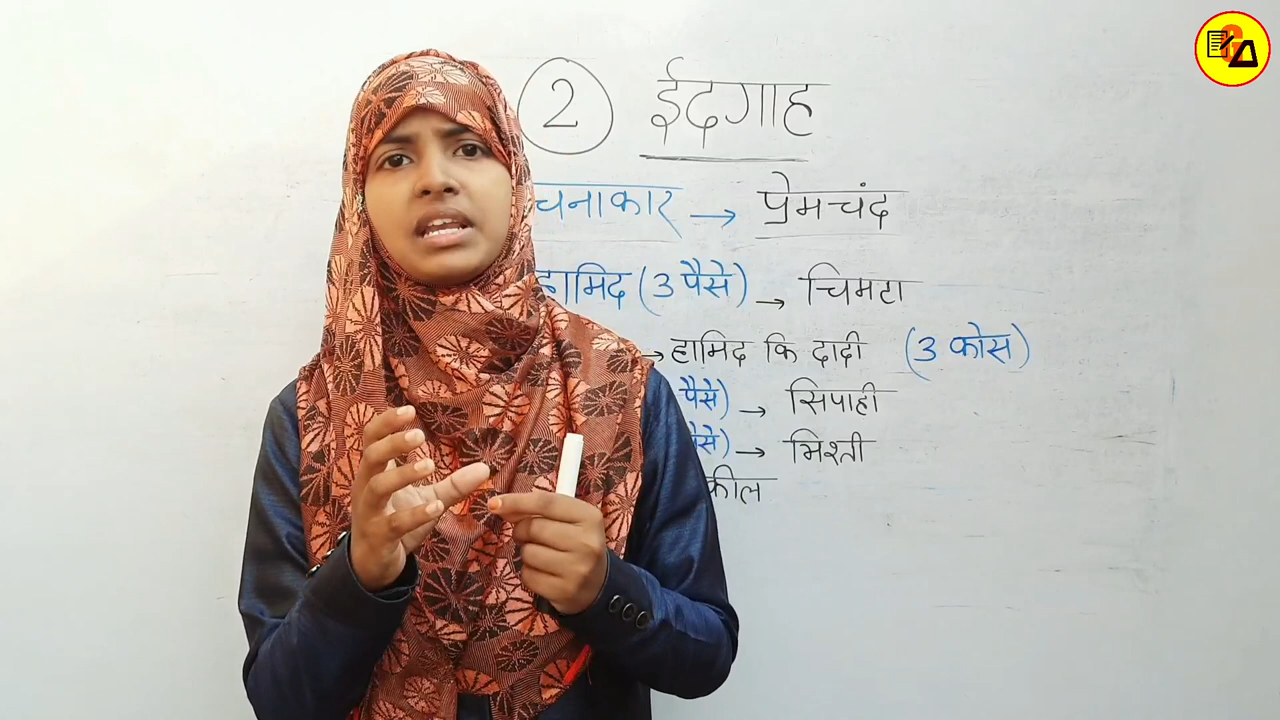 2 ईदगाह
चनाकार → प्रेमचंद
हामिद (3 पैसे) → चिमटा
→ हामिद कि दादी (3 कोस)
पैसे) → सिपाही
पैसे) → भिश्ती
कील